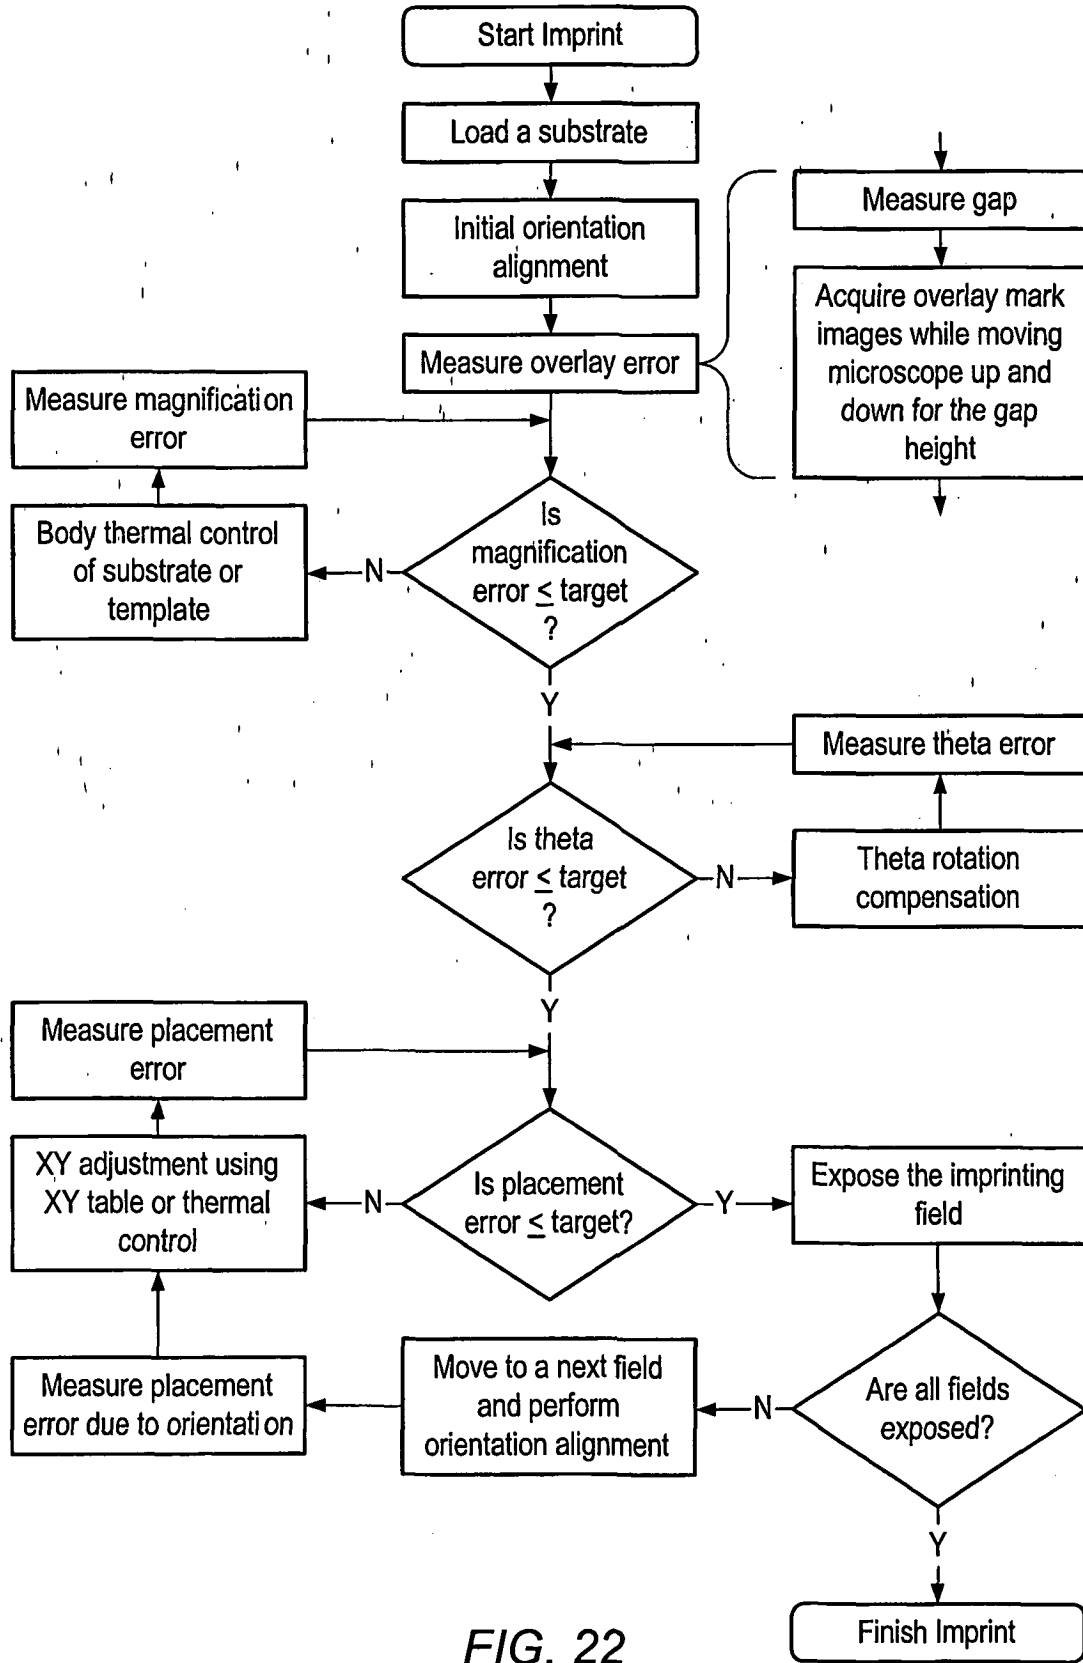 Start Imprint
Load a substrate
Initial orientation
alignment
Measure overlay error
Measure gap
Acquire overlay mark
images while moving
microscope up and
down for the gap
height
Measure magnification
error
Body thermal control
of substrate or
template
N
Is
magnification
error ≤ target
?
Y
Measure theta error
Is theta
error ≤ target
?
N
Theta rotation
compensation
Y
Measure placement
error
XY adjustment using
XY table or thermal
control
N
Is placement
error ≤ target?
Y
Expose the imprinting
field
Measure placement
error due to orientation
Move to a next field
and perform
orientation alignment
N
Are all fields
exposed?
Y
Finish Imprint
FIG. 22